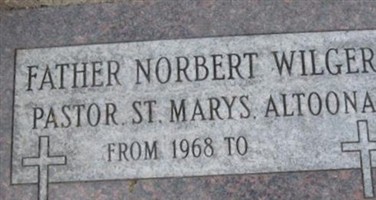 FATHER NORBERT WILGER
PASTOR. ST. MARYS, ALTOONA
FROM 1968 TO